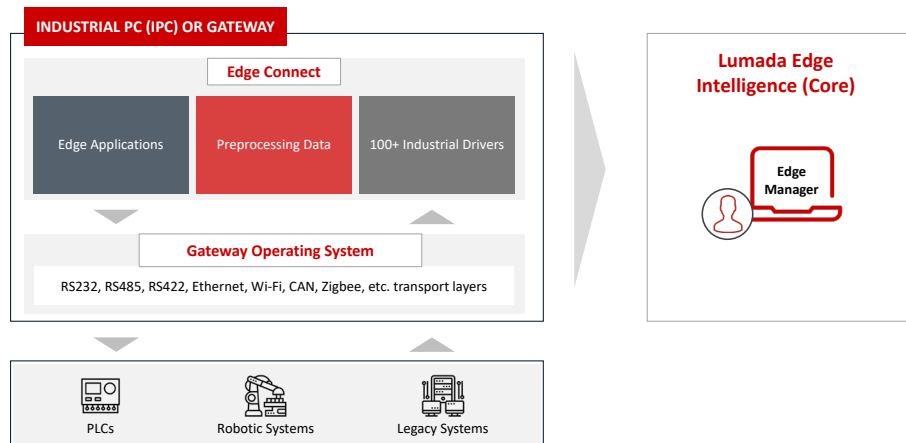 INDUSTRIAL PC (IPC) OR GATEWAY
Edge Connect
Edge Applications
Preprocessing Data
100+ Industrial Drivers
Gateway Operating System
RS232, RS485, RS422, Ethernet, Wi-Fi, CAN, Zigbee, etc. transport layers
PLCs
Robotic Systems
Legacy Systems
Lumada Edge
Intelligence (Core)
Edge
Manager